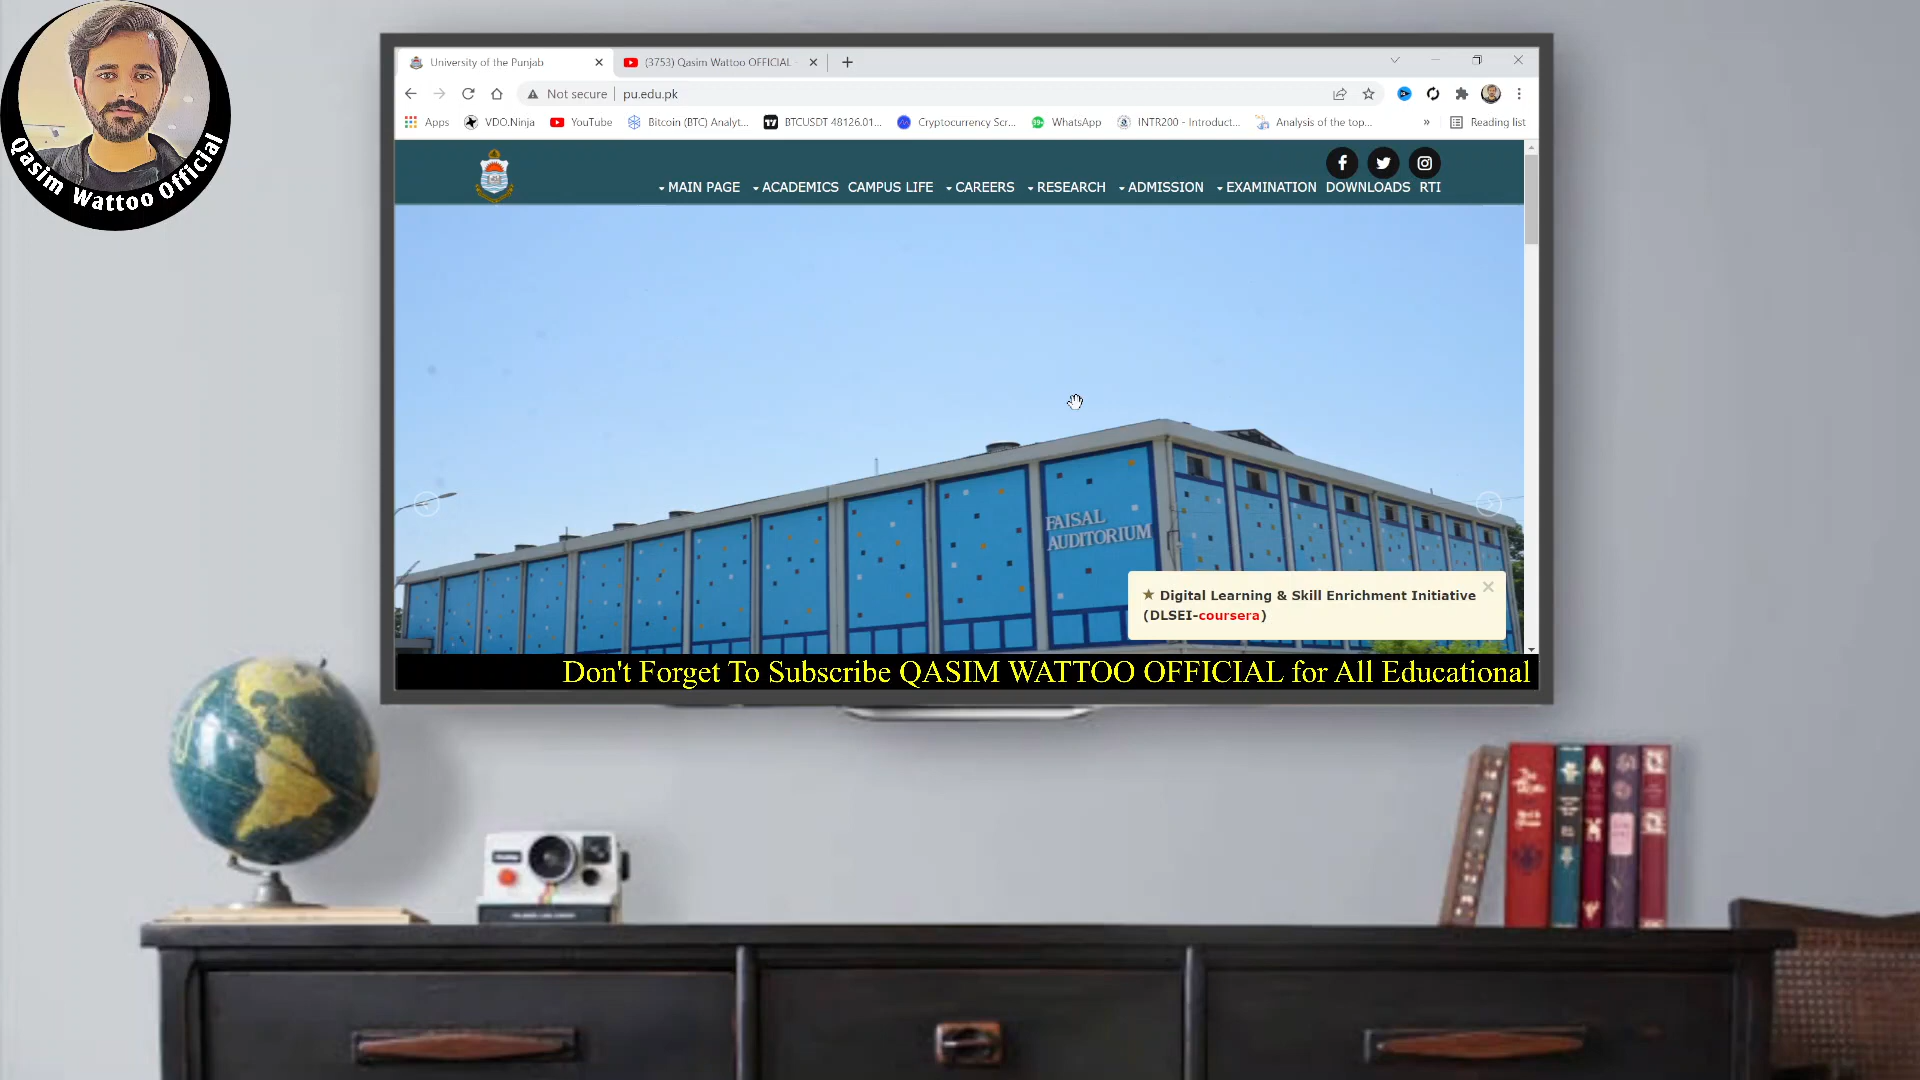 Qasim Wattoo Official
University of the Punjab
(3753) Qasim Wattoo OFFICIAL
Not secure
pu.edu.pk
Apps
VDO.Ninja
YouTube
Bitcoin (BTC) Analyt...
BTCUSDT 48126.01...
Cryptocurrency Scr...
99+
WhatsApp
INTR200 - Introduct...
Analysis of the top...
»
Reading list
MAIN PAGE
ACADEMICS
CAMPUS LIFE
CAREERS
RESEARCH
ADMISSION
EXAMINATION
DOWNLOADS
RTI
FAISAL
AUDITORIUM
★ Digital Learning & Skill Enrichment Initiative
(DLSEI-coursera)
Don't Forget To Subscribe QASIM WATTOO OFFICIAL for All Educational